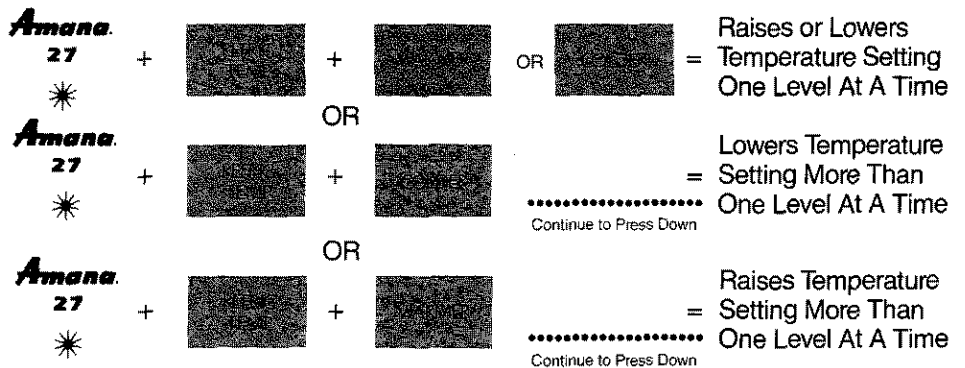 Amana.
27
+
+
OR
=
Raises or Lowers
Temperature Setting
One Level At A Time
OR
Amana.
27
+
+
=
Lowers Temperature
Setting More Than
One Level At A Time
Continue to Press Down
OR
Amana.
27
+
+
=
Raises Temperature
Setting More Than
One Level At A Time
Continue to Press Down